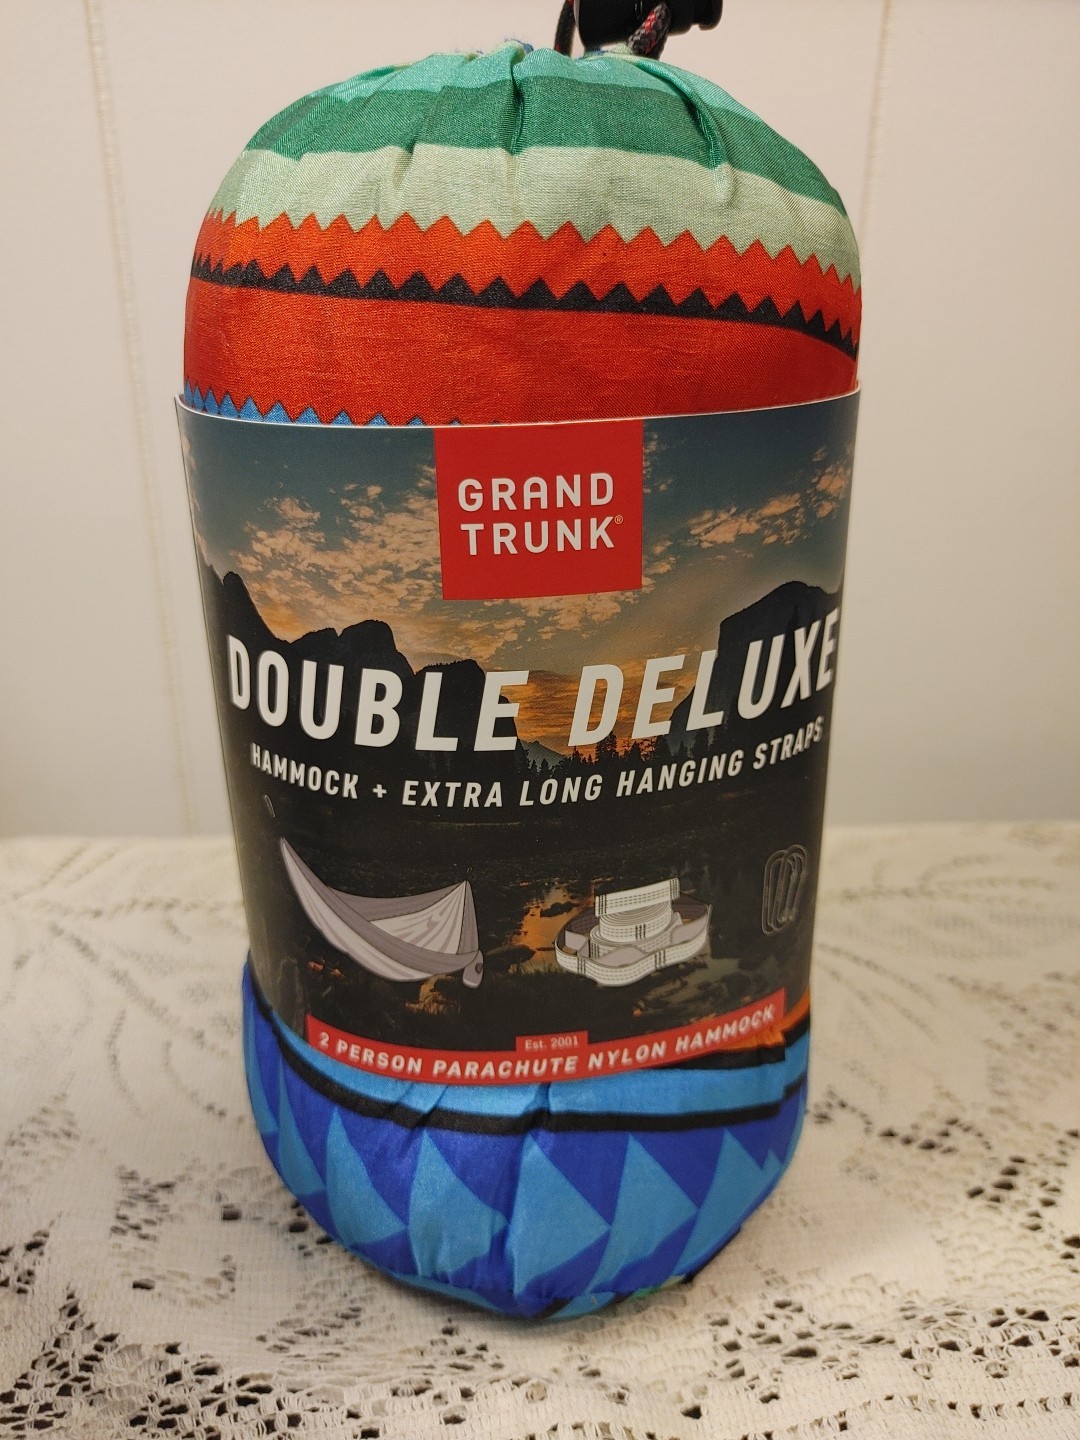 GRAND
TRUNK®
DOUBLE DELUXE
HAMMOCK + EXTRA LONG HANGING STRAPS
Est. 2001
2 PERSON PARACHUTE NYLON HAMMOCK